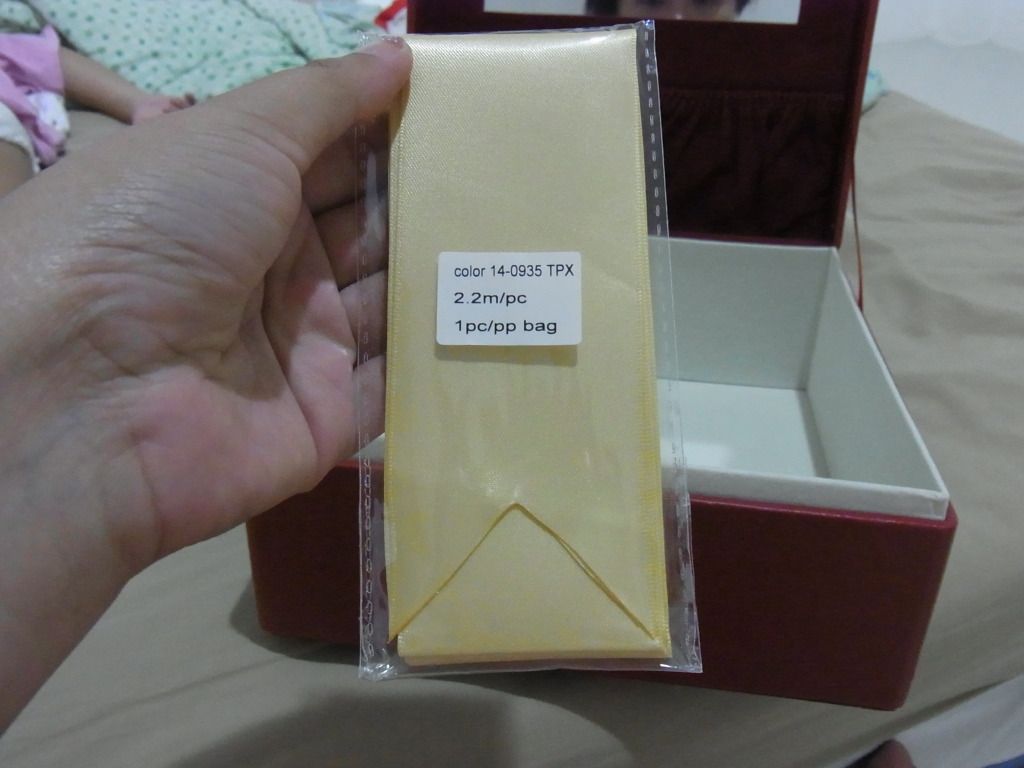 color 14-0935 TPX
2.2m/pc
1pc/pp bag